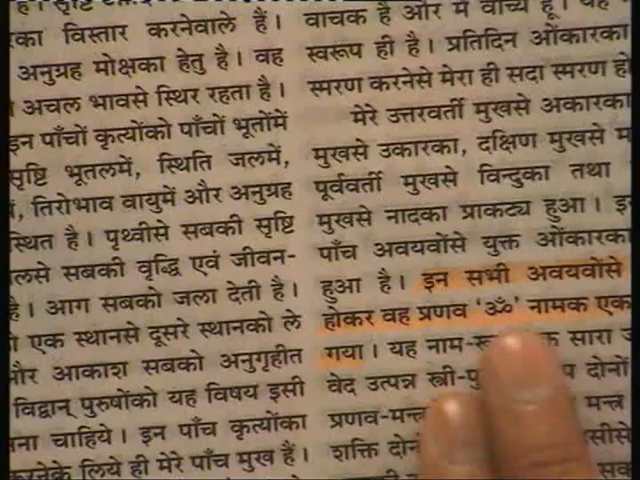 का विस्तार करनेवाले हैं।
अनुग्रह मोक्षका हेतु है। वह
अचल भावसे स्थिर रहता है।
इन पाँचों कृत्योंको पाँचों भूतोंमें
सृष्टि भूतलमें, स्थिति जलमें,
तिरोभाव वायुमें और अनुग्रह
स्थित है। पृथ्वीसे सबकी सृष्टि
सबकी वृद्धि एवं जीवन-
है। आग सबको जला देती है।
एक स्थानसे दूसरे स्थानको ले
और आकाश सबको अनुगृहीत
विद्वान् पुरुषोंको यह विषय इसी
चाहिये। इन पाँच कृत्योंका
करनेके लिये ही मेरे पाँच मुख हैं।
वाचक है और मैं वाच्य हूँ। यह
स्वरूप ही है। प्रतिदिन ओंकारका
स्मरण करनेसे मेरा ही सदा स्मरण
मेरे उत्तरवर्ती मुखसे अकारका
मुखसे उकारका, दक्षिण मुखसे
पूर्ववर्ती मुखसे विन्दुका तथा
मुखसे नादका प्राकट्य हुआ।
पाँच अवयवोंसे युक्त ओंकारका
हुआ है। इन सभी अवयवोंसे
होकर वह प्रणव ‘ॐ’ नामक एक
गया। यह सारा
वेद उत्पन्न दोनों
मन्त्र
शक्ति